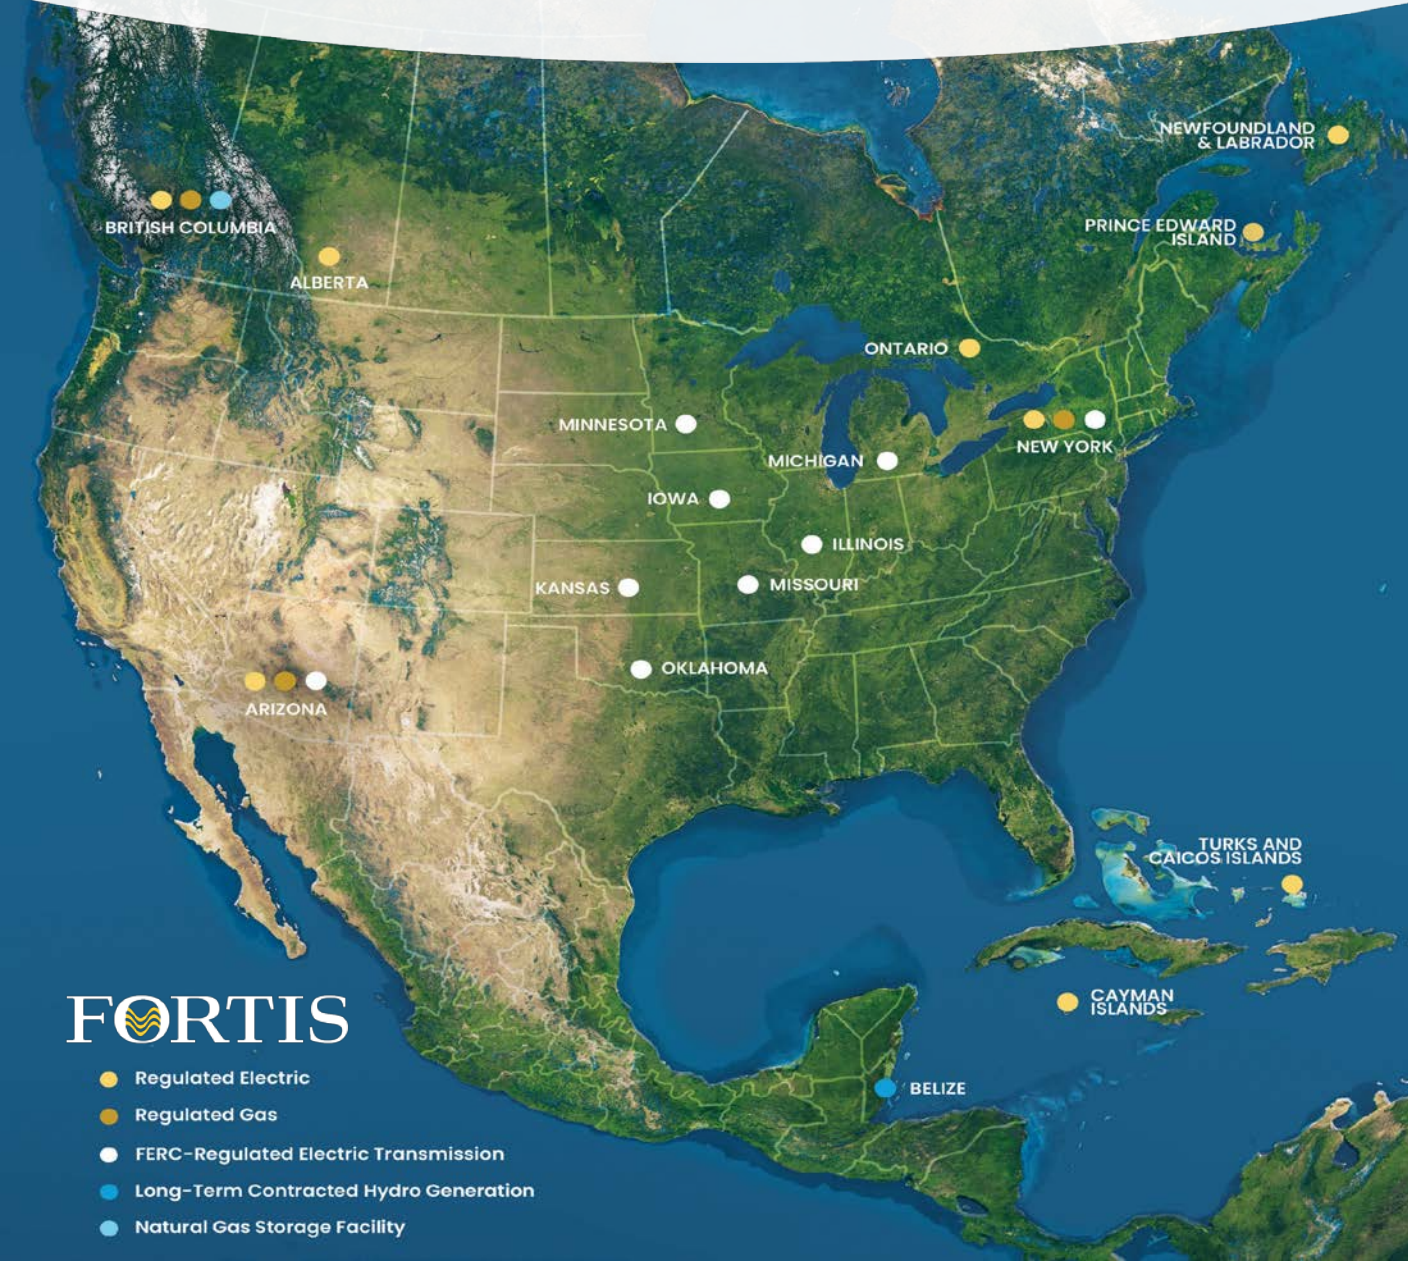 NEWFOUNDLAND
& LABRADOR
BRITISH COLUMBIA
PRINCE EDWARD
ISLAND
ALBERTA
ONTARIO
MINNESOTA
NEW YORK
MICHIGAN
IOWA
ILLINOIS
KANSAS
MISSOURI
OKLAHOMA
ARIZONA
TURKS AND
CAICOS ISLANDS
CAYMAN
ISLANDS
BELIZE
FORTIS
Regulated Electric
Regulated Gas
FERC-Regulated Electric Transmission
Long-Term Contracted Hydro Generation
Natural Gas Storage Facility